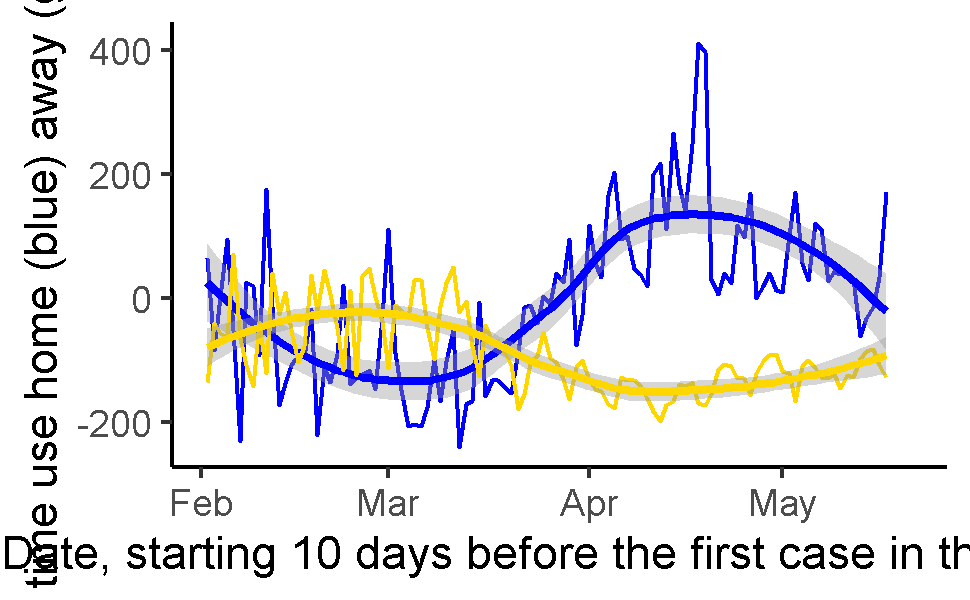 time use home (blue) away (
400
200
0
-200
Feb Mar Apr May
Date, starting 10 days before the first case in th